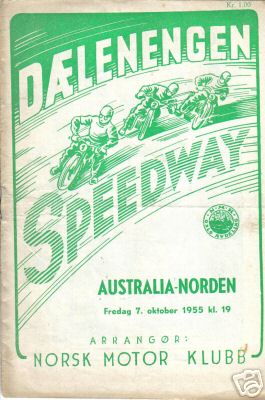 Kr. 1,00
DÆLENENGEN
SPEEDWAY
AUSTRALIA-NORDEN
Fredag 7. oktober 1955 kl. 19
ARRANGØR:
NORSK MOTOR KLUBB